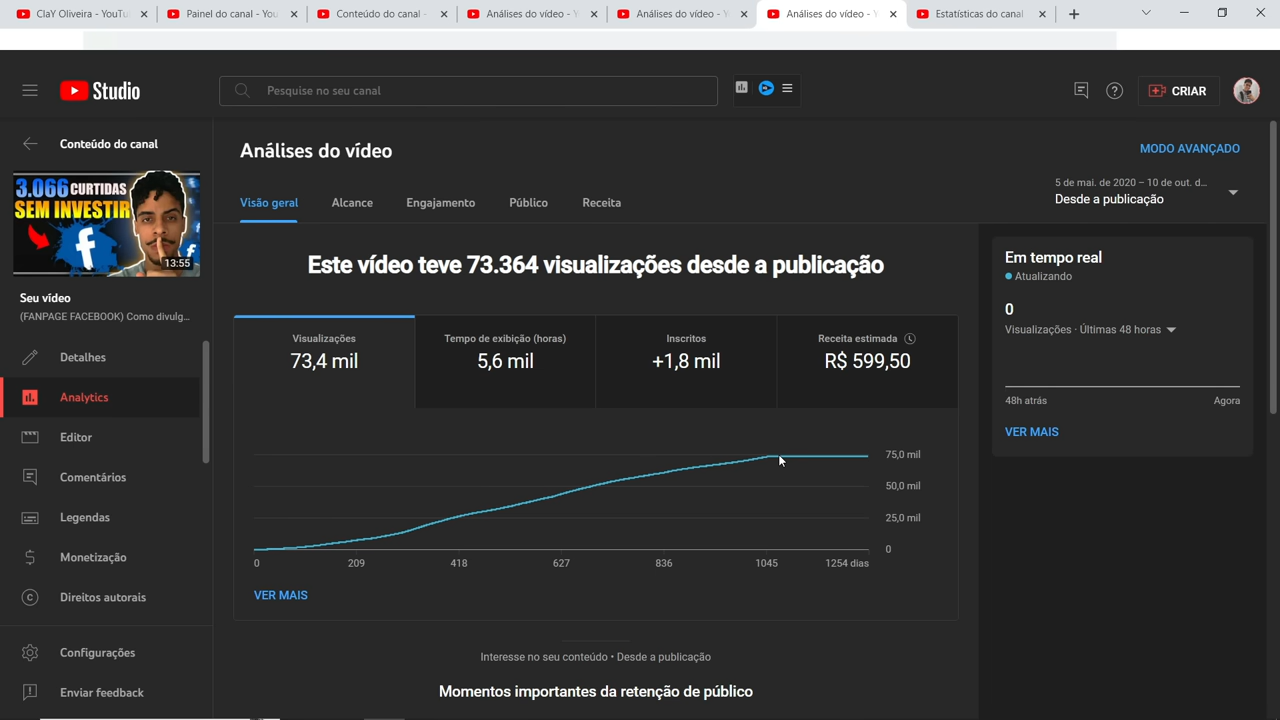 ClaY Oliveira - YouTu
Painel do canal - You
Conteúdo do canal -
Análises do vídeo - Y
Análises do vídeo - Y
Análises do vídeo - Y
Estatísticas do canal
Studio
Pesquise no seu canal
CRIAR
Conteúdo do canal
3.066 CURTIDAS
SEM INVESTIR
13:55
Seu vídeo
(FANPAGE FACEBOOK) Como divulg...
Detalhes
Analytics
Editor
Comentários
Legendas
Monetização
Direitos autorais
Configurações
Enviar feedback
Análises do vídeo
MODO AVANÇADO
5 de mai. de 2020 – 10 de out. d...
Desde a publicação
Visão geral
Alcance
Engajamento
Público
Receita
Este vídeo teve 73.364 visualizações desde a publicação
Visualizações
73,4 mil
Tempo de exibição (horas)
5,6 mil
Inscritos
+1,8 mil
Receita estimada
R$ 599,50
75,0 mil
50,0 mil
25,0 mil
0
0 209 418 627 836 1045 1254 dias
VER MAIS
Interesse no seu conteúdo • Desde a publicação
Momentos importantes da retenção de público
Em tempo real
Atualizando
0
Visualizações · Últimas 48 horas
48h atrás
Agora
VER MAIS